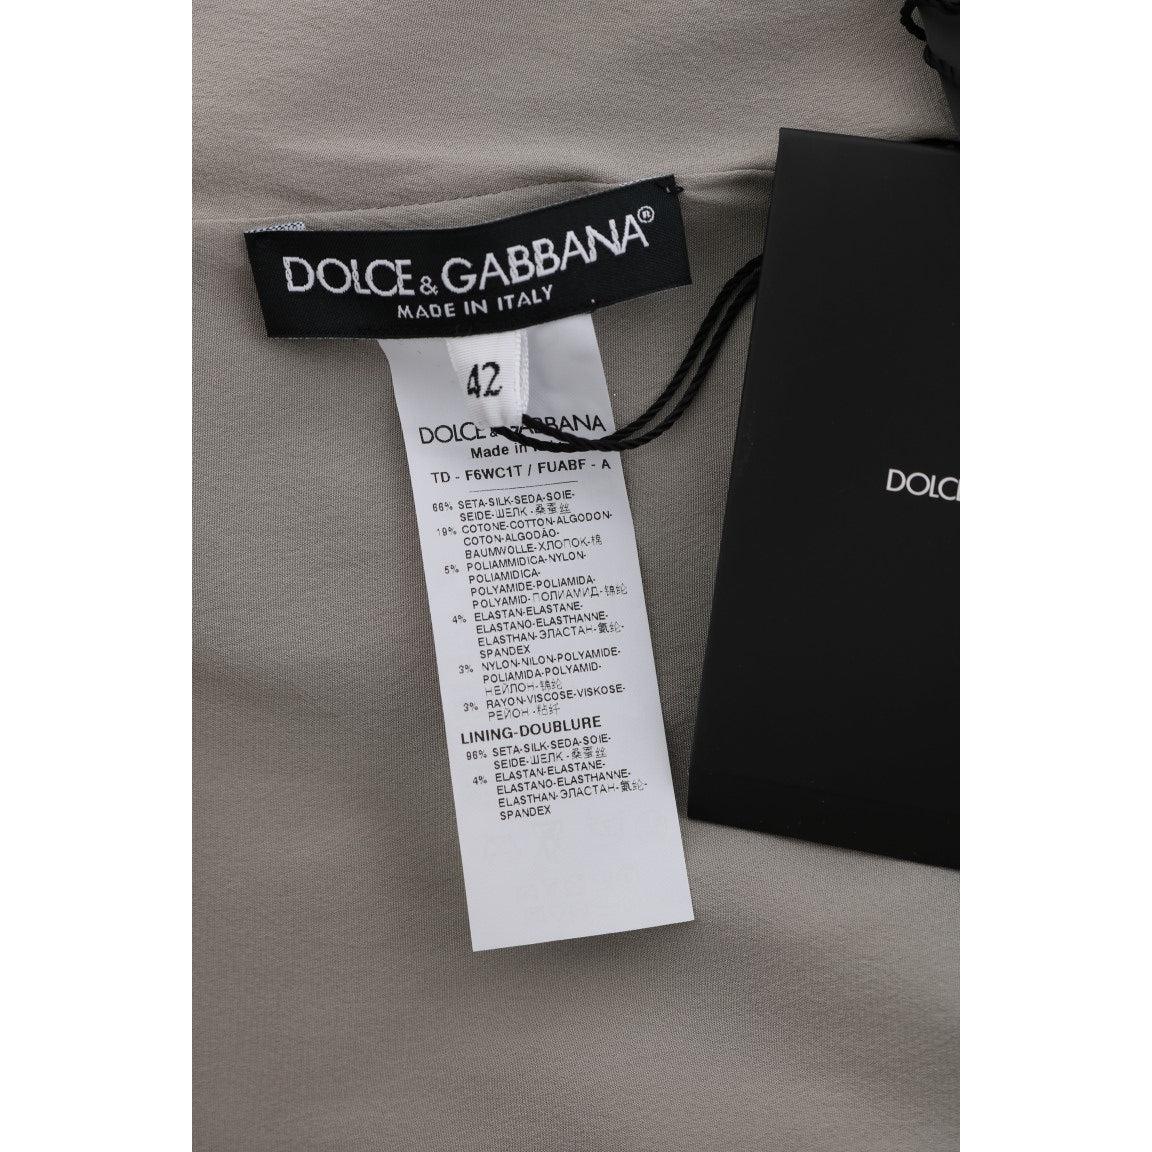 DOLCE & GABBANA®
MADE IN ITALY
42
DOLCE & GABBANA
Made in
TD - F6WC1T / FUABF - A
66% SETA-SILK-SEDA-SOIE-
SEIDE-ШЕЛК-桑蚕丝
19% COTONE-COTTON-ALGODON-
COTON-ALGODÃO-
BAUMWOLLE-ХЛОПОК-棉
5% POLIAMMIDICA-NYLON-
POLIAMIDICA-
POLYAMIDE-POLIAMIDA-
POLYAMID-ПОЛИАМИД-锦纶
4% ELASTAN-ELASTANE-
ELASTANO-ELASTHANNE-
ELASTHAN-ЭЛАСТАН-氨纶-
SPANDEX
3% NYLON-NILON-POLYAMIDE-
POLIAMIDA-POLYAMID-
НЕЙЛОН-锦纶
3% RAYON-VISCOSE-VISKOSE-
РЕЙОН-粘纤
LINING-DOUBLURE
96% SETA-SILK-SEDA-SOIE-
SEIDE-ШЕЛК-桑蚕丝
4% ELASTAN-ELASTANE-
ELASTANO-ELASTHANNE-
ELASTHAN-ЭЛАСТАН-氨纶-
SPANDEX
DOLC